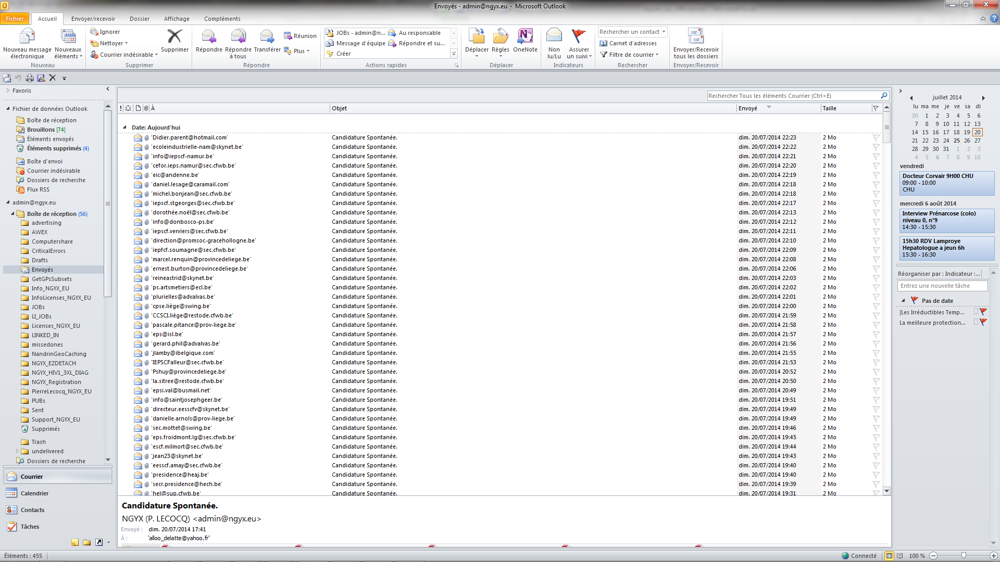 Envoyés - admin@ngyx.eu - Microsoft Outlook
Fichier Accueil Envoyer/recevoir Dossier Affichage Compléments
Nouveau message électronique
Nouveaux éléments
Nouveau
Ignorer
Nettoyer
Courrier indésirable
Supprimer
Supprimer
Répondre
Répondre à tous
Transférer
Réunion
Plus
Répondre
JOBs - admin@n...
Message d'équipe
Créer
Au responsable
Répondre et su...
Actions rapides
Déplacer
Règles
OneNote
Déplacer
Non lu/Lu
Assurer un suivi
Indicateurs
Rechercher un contact
Carnet d'adresses
Filtre de courrier
Rechercher
Envoyer/Recevoir tous les dossiers
Envoyer/Recevoir
Favoris
Fichier de données Outlook
Boîte de réception
Brouillons [74]
Éléments envoyés
Éléments supprimés (4)
Boîte d'envoi
Courrier indésirable
Dossiers de recherche
Flux RSS
admin@ngyx.eu
Boîte de réception (56)
advertising
AWEX
Computershare
CriticalErrors
Drafts
Envoyés
GetGPsSubsets
Info_NGYX_EU
InfoLicenses_NGYX_EU
JOBs
LI_JOBs
Licenses_NGYX_EU
LINKED_IN
missedones
NandrinGeoCaching
NGYX_EZDETACH
NGYX_HIV1_3XL_DIAG
NGYX_Registration
PierreLecocq_NGYX_EU
PUBs
Sent
Support_NGYX_EU
Supprimés
Trash
undelivered
Dossiers de recherche
Courrier
Calendrier
Contacts
Tâches
Rechercher Tous les éléments Courrier (Ctrl+E)
À Objet Envoyé Taille
Date: Aujourd'hui
'Didier.parent@hotmail.com' Candidature Spontanée. dim. 20/07/2014 22:23 2 Mo
'ecoleindustrielle-nam@skynet.be' Candidature Spontanée. dim. 20/07/2014 22:22 2 Mo
'info@iepscf-namur.be' Candidature Spontanée. dim. 20/07/2014 22:21 2 Mo
'cefor.ieps.namur@sec.cfwb.be' Candidature Spontanée. dim. 20/07/2014 22:20 2 Mo
'eic@andenne.be' Candidature Spontanée. dim. 20/07/2014 22:19 2 Mo
'daniel.lesage@caramail.com' Candidature Spontanée. dim. 20/07/2014 22:18 2 Mo
'michel.bonjean@sec.cfwb.be' Candidature Spontanée. dim. 20/07/2014 22:18 2 Mo
'iepscf.stgeorges@sec.cfwb.be' Candidature Spontanée. dim. 20/07/2014 22:17 2 Mo
'dorothée.noël@sec.cfwb.be' Candidature Spontanée. dim. 20/07/2014 22:13 2 Mo
'info@donbosco-ps.be' Candidature Spontanée. dim. 20/07/2014 22:12 2 Mo
'iepscf.verviers@sec.cfwb.be' Candidature Spontanée. dim. 20/07/2014 22:11 2 Mo
'direction@promsoc-gracehollogne.be' Candidature Spontanée. dim. 20/07/2014 22:10 2 Mo
'iepfcf.soumagne@sec.cfwb.be' Candidature Spontanée. dim. 20/07/2014 22:09 2 Mo
'marcel.renquin@provincedeliege.be' Candidature Spontanée. dim. 20/07/2014 22:08 2 Mo
'ernest.burton@provincedeliege.be' Candidature Spontanée. dim. 20/07/2014 22:06 2 Mo
'reineastrid@skynet.be' Candidature Spontanée. dim. 20/07/2014 22:03 2 Mo
'ps.artsmetiers@ecl.be' Candidature Spontanée. dim. 20/07/2014 22:02 2 Mo
'plurielles@advalvas.be' Candidature Spontanée. dim. 20/07/2014 22:01 2 Mo
'cpse.liège@swing.be' Candidature Spontanée. dim. 20/07/2014 22:00 2 Mo
'CCSCI.liège@restode.cfwb.be' Candidature Spontanée. dim. 20/07/2014 21:59 2 Mo
'pascale.pitance@prov-liege.be' Candidature Spontanée. dim. 20/07/2014 21:58 2 Mo
'eps@isl.be' Candidature Spontanée. dim. 20/07/2014 21:57 2 Mo
'gerard.phil@advalvas.be' Candidature Spontanée. dim. 20/07/2014 21:56 2 Mo
'jlamby@ibelgique.com' Candidature Spontanée. dim. 20/07/2014 21:55 2 Mo
'IEPSCFalleur@sec.cfwb.be' Candidature Spontanée. dim. 20/07/2014 21:53 2 Mo
'Pshuy@provincedeliege.be' Candidature Spontanée. dim. 20/07/2014 20:52 2 Mo
'la.sitree@restode.cfwb.be' Candidature Spontanée. dim. 20/07/2014 20:50 2 Mo
'epsi.val@busmail.net' Candidature Spontanée. dim. 20/07/2014 20:49 2 Mo
'info@saintjosephgeer.be' Candidature Spontanée. dim. 20/07/2014 19:51 2 Mo
'directeur.eesscfv@skynet.be' Candidature Spontanée. dim. 20/07/2014 19:49 2 Mo
'danielle.arnols@prov-liege.be' Candidature Spontanée. dim. 20/07/2014 19:49 2 Mo
'sec.mottet@swing.be' Candidature Spontanée. dim. 20/07/2014 19:46 2 Mo
'eps.froidmont.lg@sec.cfwb.be' Candidature Spontanée. dim. 20/07/2014 19:45 2 Mo
'escf.milmort@sec.cfwb.be' Candidature Spontanée. dim. 20/07/2014 19:44 2 Mo
'jean23@skynet.be' Candidature Spontanée. dim. 20/07/2014 19:43 2 Mo
'eesscf.amay@sec.cfwb.be' Candidature Spontanée. dim. 20/07/2014 19:40 2 Mo
'presidence@heaj.be' Candidature Spontanée. dim. 20/07/2014 19:40 2 Mo
'secr.presidence@hech.be' Candidature Spontanée. dim. 20/07/2014 19:39 2 Mo
'hel@sup.cfwb.be' Candidature Spontanée. dim. 20/07/2014 19:31 2 Mo
Candidature Spontanée.
NGYX (P. LECOCQ) <admin@ngyx.eu>
Envoyé : dim. 20/07/2014 17:41
À : 'alloo_delatte@yahoo.fr'
juillet 2014
lu ma me je ve sa di
30 1 2 3 4 5 6
7 8 9 10 11 12 13
14 15 16 17 18 19 20
21 22 23 24 25 26 27
28 29 30 31 1 2 3
4 5 6 7 8 9 10
vendredi
Docteur Corvair 9H00 CHU
09:00 - 10:00
CHU
mercredi 6 août 2014
Interview Prénarcose (colo)
niveau 0, n°9
14:30 - 15:30
15h30 RDV Lamproye
Hepatologue a jeun 6h
15:30 - 16:30
Réorganiser par : Indicateur :...
Entrez une nouvelle tâche
Pas de date
[Les Irréductibles Temp...
La meilleure protection...
Éléments : 455
Connecté 100 %